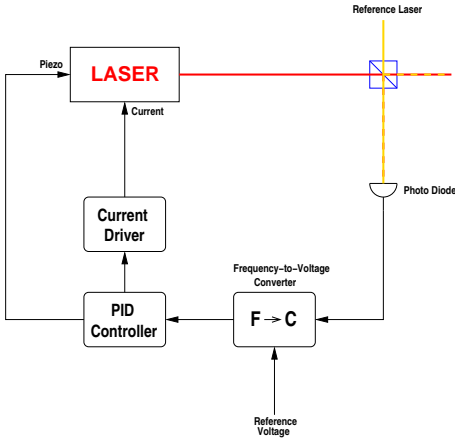 Reference Laser
Piezo
LASER
Current
Photo Diode
Current
Driver
Frequency-to-Voltage
Converter
PID
Controller
F → C
Reference
Voltage